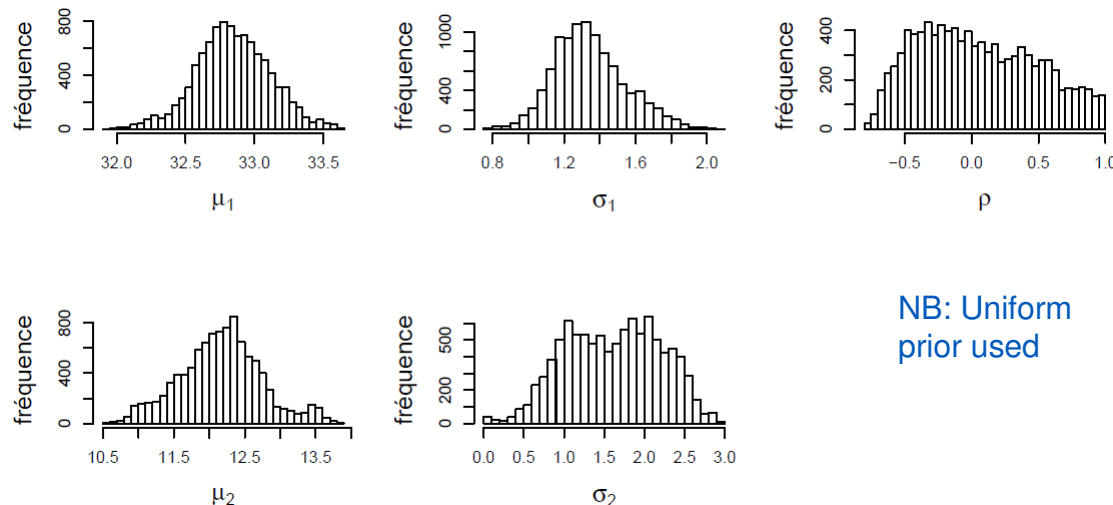 fréquence
0
400
800
32.0 32.5 33.0 33.5
μ1
fréquence
0
400
1000
0.8 1.2 1.6 2.0
σ1
fréquence
0
200
400
−0.5 0.0 0.5 1.0
ρ
fréquence
0
400
800
10.5 11.5 12.5 13.5
μ2
fréquence
0
200
500
0.0 0.5 1.0 1.5 2.0 2.5 3.0
σ2
NB: Uniform
prior used